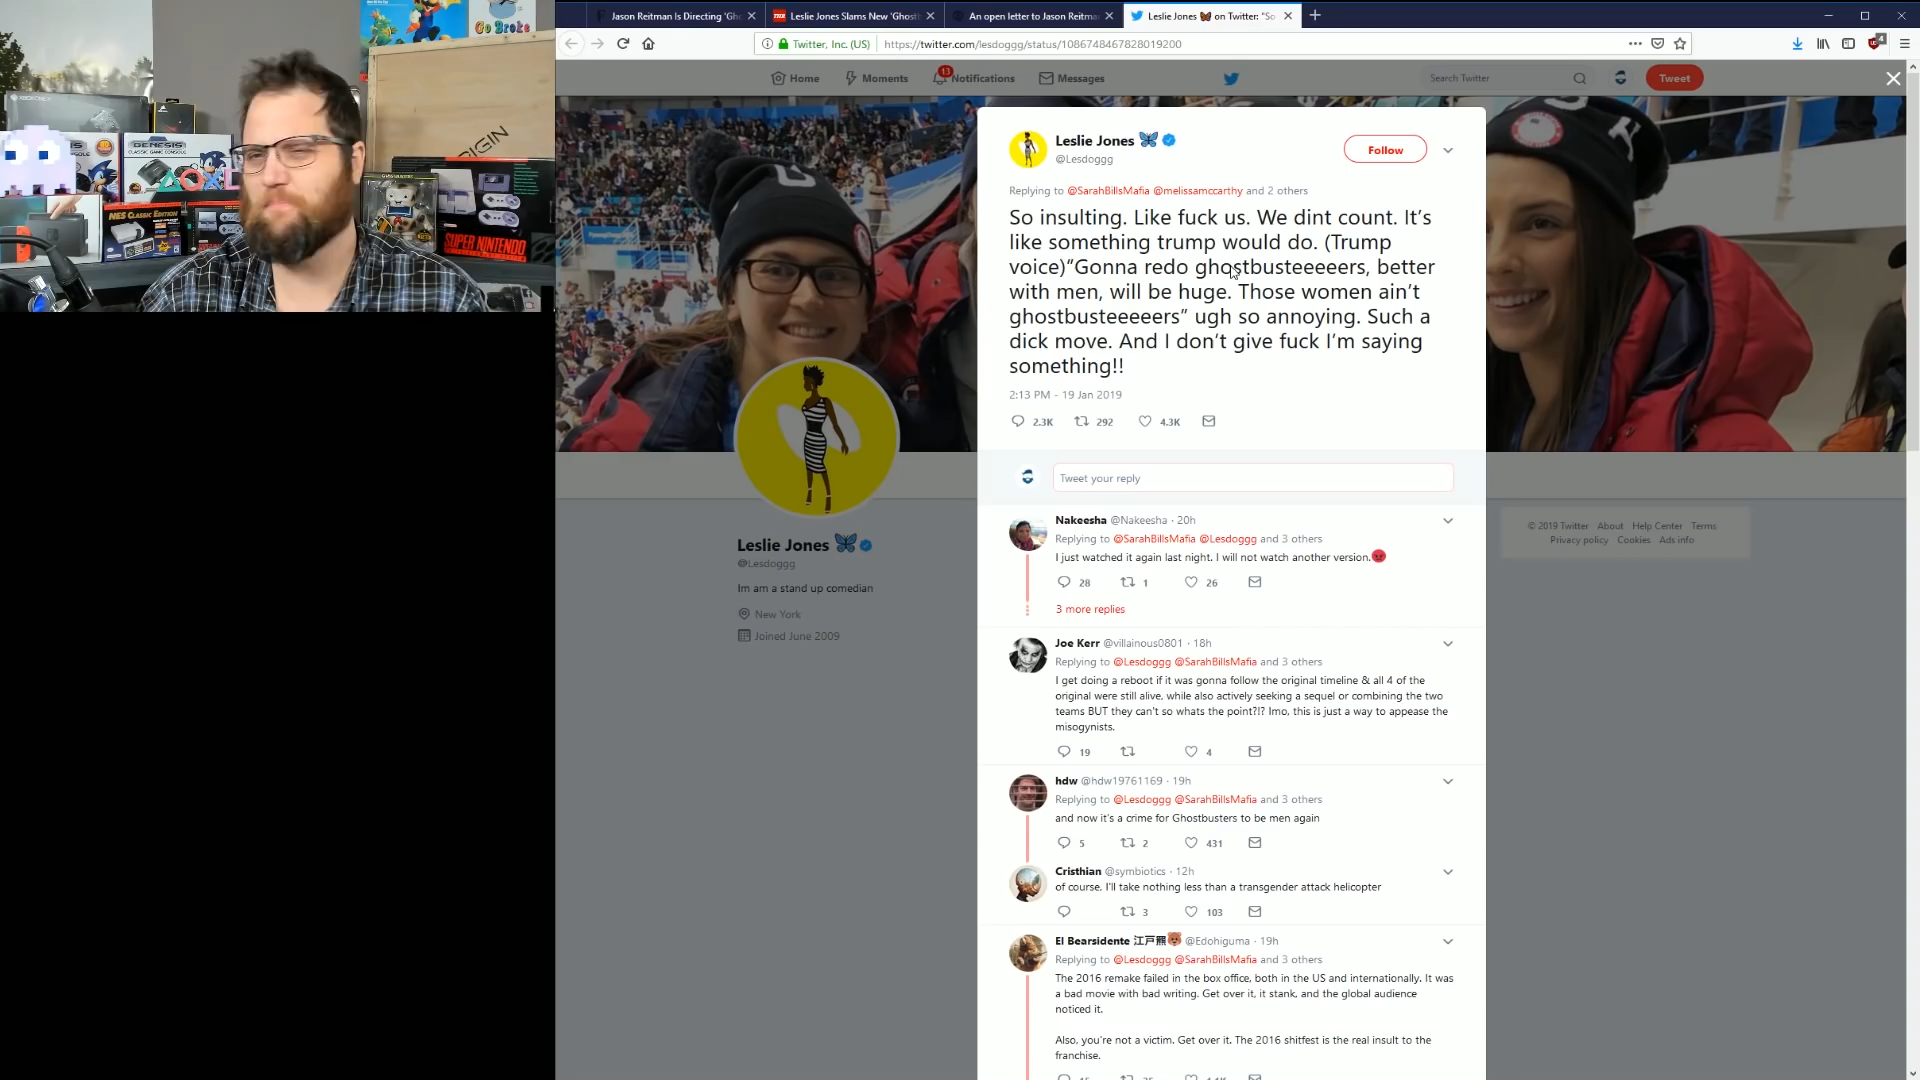 Jason Reitman Is Directing 'Gh
Leslie Jones Slams New 'Ghost
An open letter to Jason Reitma
Leslie Jones 🦋 on Twitter: "So
Twitter, Inc. (US)
https://twitter.com/lesdoggg/status/1086748467828019200
4
Home
Moments
13
Notifications
Messages
Search Twitter
Tweet
Go Broke
XBOX ONE X
ORIGIN
GENESIS
CLASSIC GAME CONSOLE
NES CLASSIC EDITION
SUPER NINTENDO
Leslie Jones 🦋
@Lesdoggg
Follow
Replying to @SarahBillsMafia @melissamccarthy and 2 others
So insulting. Like fuck us. We dint count. It's
like something trump would do. (Trump
voice)"Gonna redo ghostbusteeeeers, better
with men, will be huge. Those women ain't
ghostbusteeeeers" ugh so annoying. Such a
dick move. And I don't give fuck I'm saying
something!!
2:13 PM - 19 Jan 2019
2.3K 292 4.3K
Tweet your reply
Leslie Jones 🦋
@Lesdoggg
Im am a stand up comedian
New York
Joined June 2009
Nakeesha @Nakeesha · 20h
Replying to @SarahBillsMafia @Lesdoggg and 3 others
I just watched it again last night. I will not watch another version.😡
28 1 26
3 more replies
Joe Kerr @villainous0801 · 18h
Replying to @Lesdoggg @SarahBillsMafia and 3 others
I get doing a reboot if it was gonna follow the original timeline & all 4 of the
original were still alive, while also actively seeking a sequel or combining the two
teams BUT they can't so whats the point?!? Imo, this is just a way to appease the
misogynists.
19 4
hdw @hdw19761169 · 19h
Replying to @Lesdoggg @SarahBillsMafia and 3 others
and now it's a crime for Ghostbusters to be men again
5 2 431
Cristhian @symbiotics · 12h
of course, I'll take nothing less than a transgender attack helicopter
3 103
El Bearsidente 江戸熊🐻 @Edohiguma · 19h
Replying to @Lesdoggg @SarahBillsMafia and 3 others
The 2016 remake failed in the box office, both in the US and internationally. It was
a bad movie with bad writing. Get over it, it stank, and the global audience
noticed it.
Also, you're not a victim. Get over it. The 2016 shitfest is the real insult to the
franchise.
© 2019 Twitter About Help Center Terms
Privacy policy Cookies Ads info